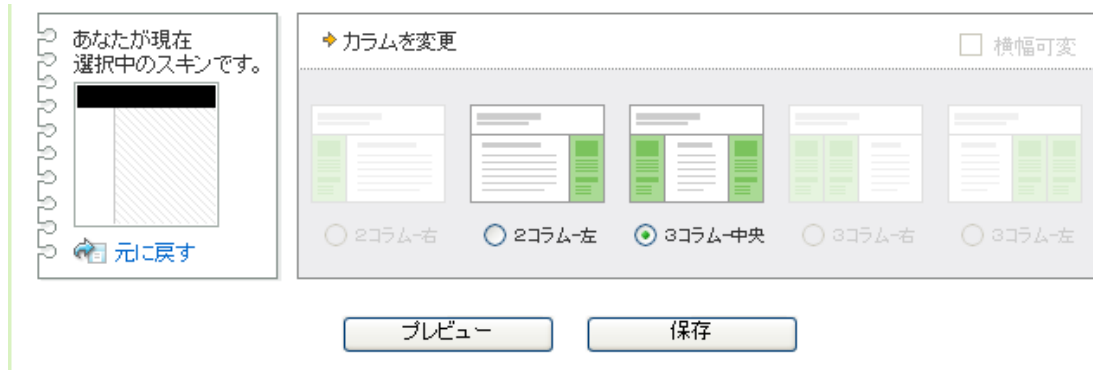 あなたが現在
選択中のスキンです。
元に戻す
カラムを変更
横幅可変
2コラム-右
2コラム-左
3コラム-中央
3コラム-右
3コラム-左
プレビュー
保存